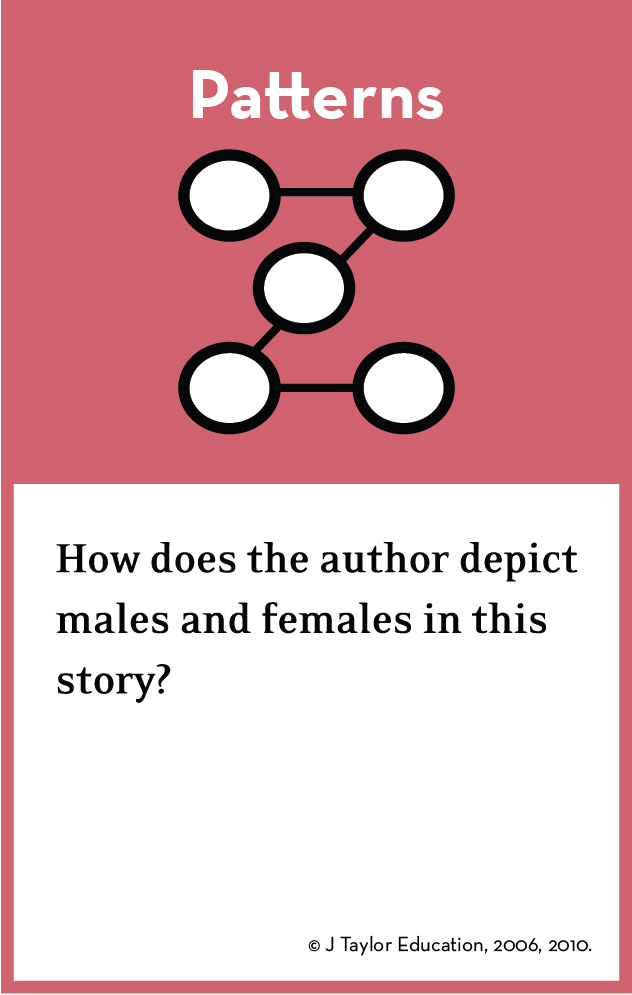 Patterns
How does the author depict
males and females in this
story?
© J Taylor Education, 2006, 2010.